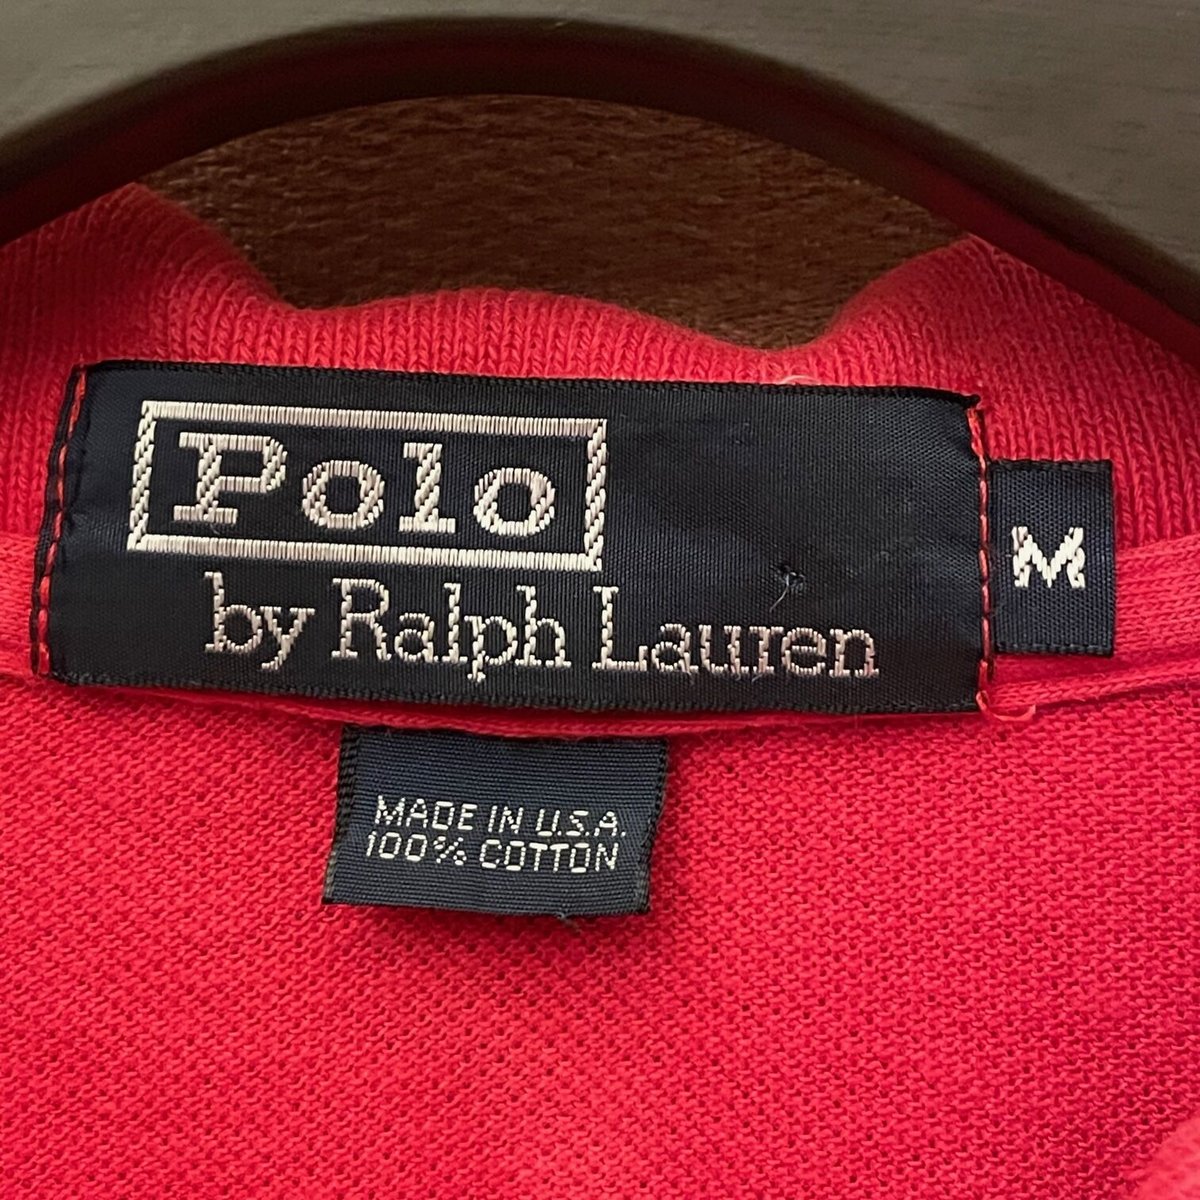 Polo
by Ralph Lauren
M
MADE IN U.S.A.
100% COTTON